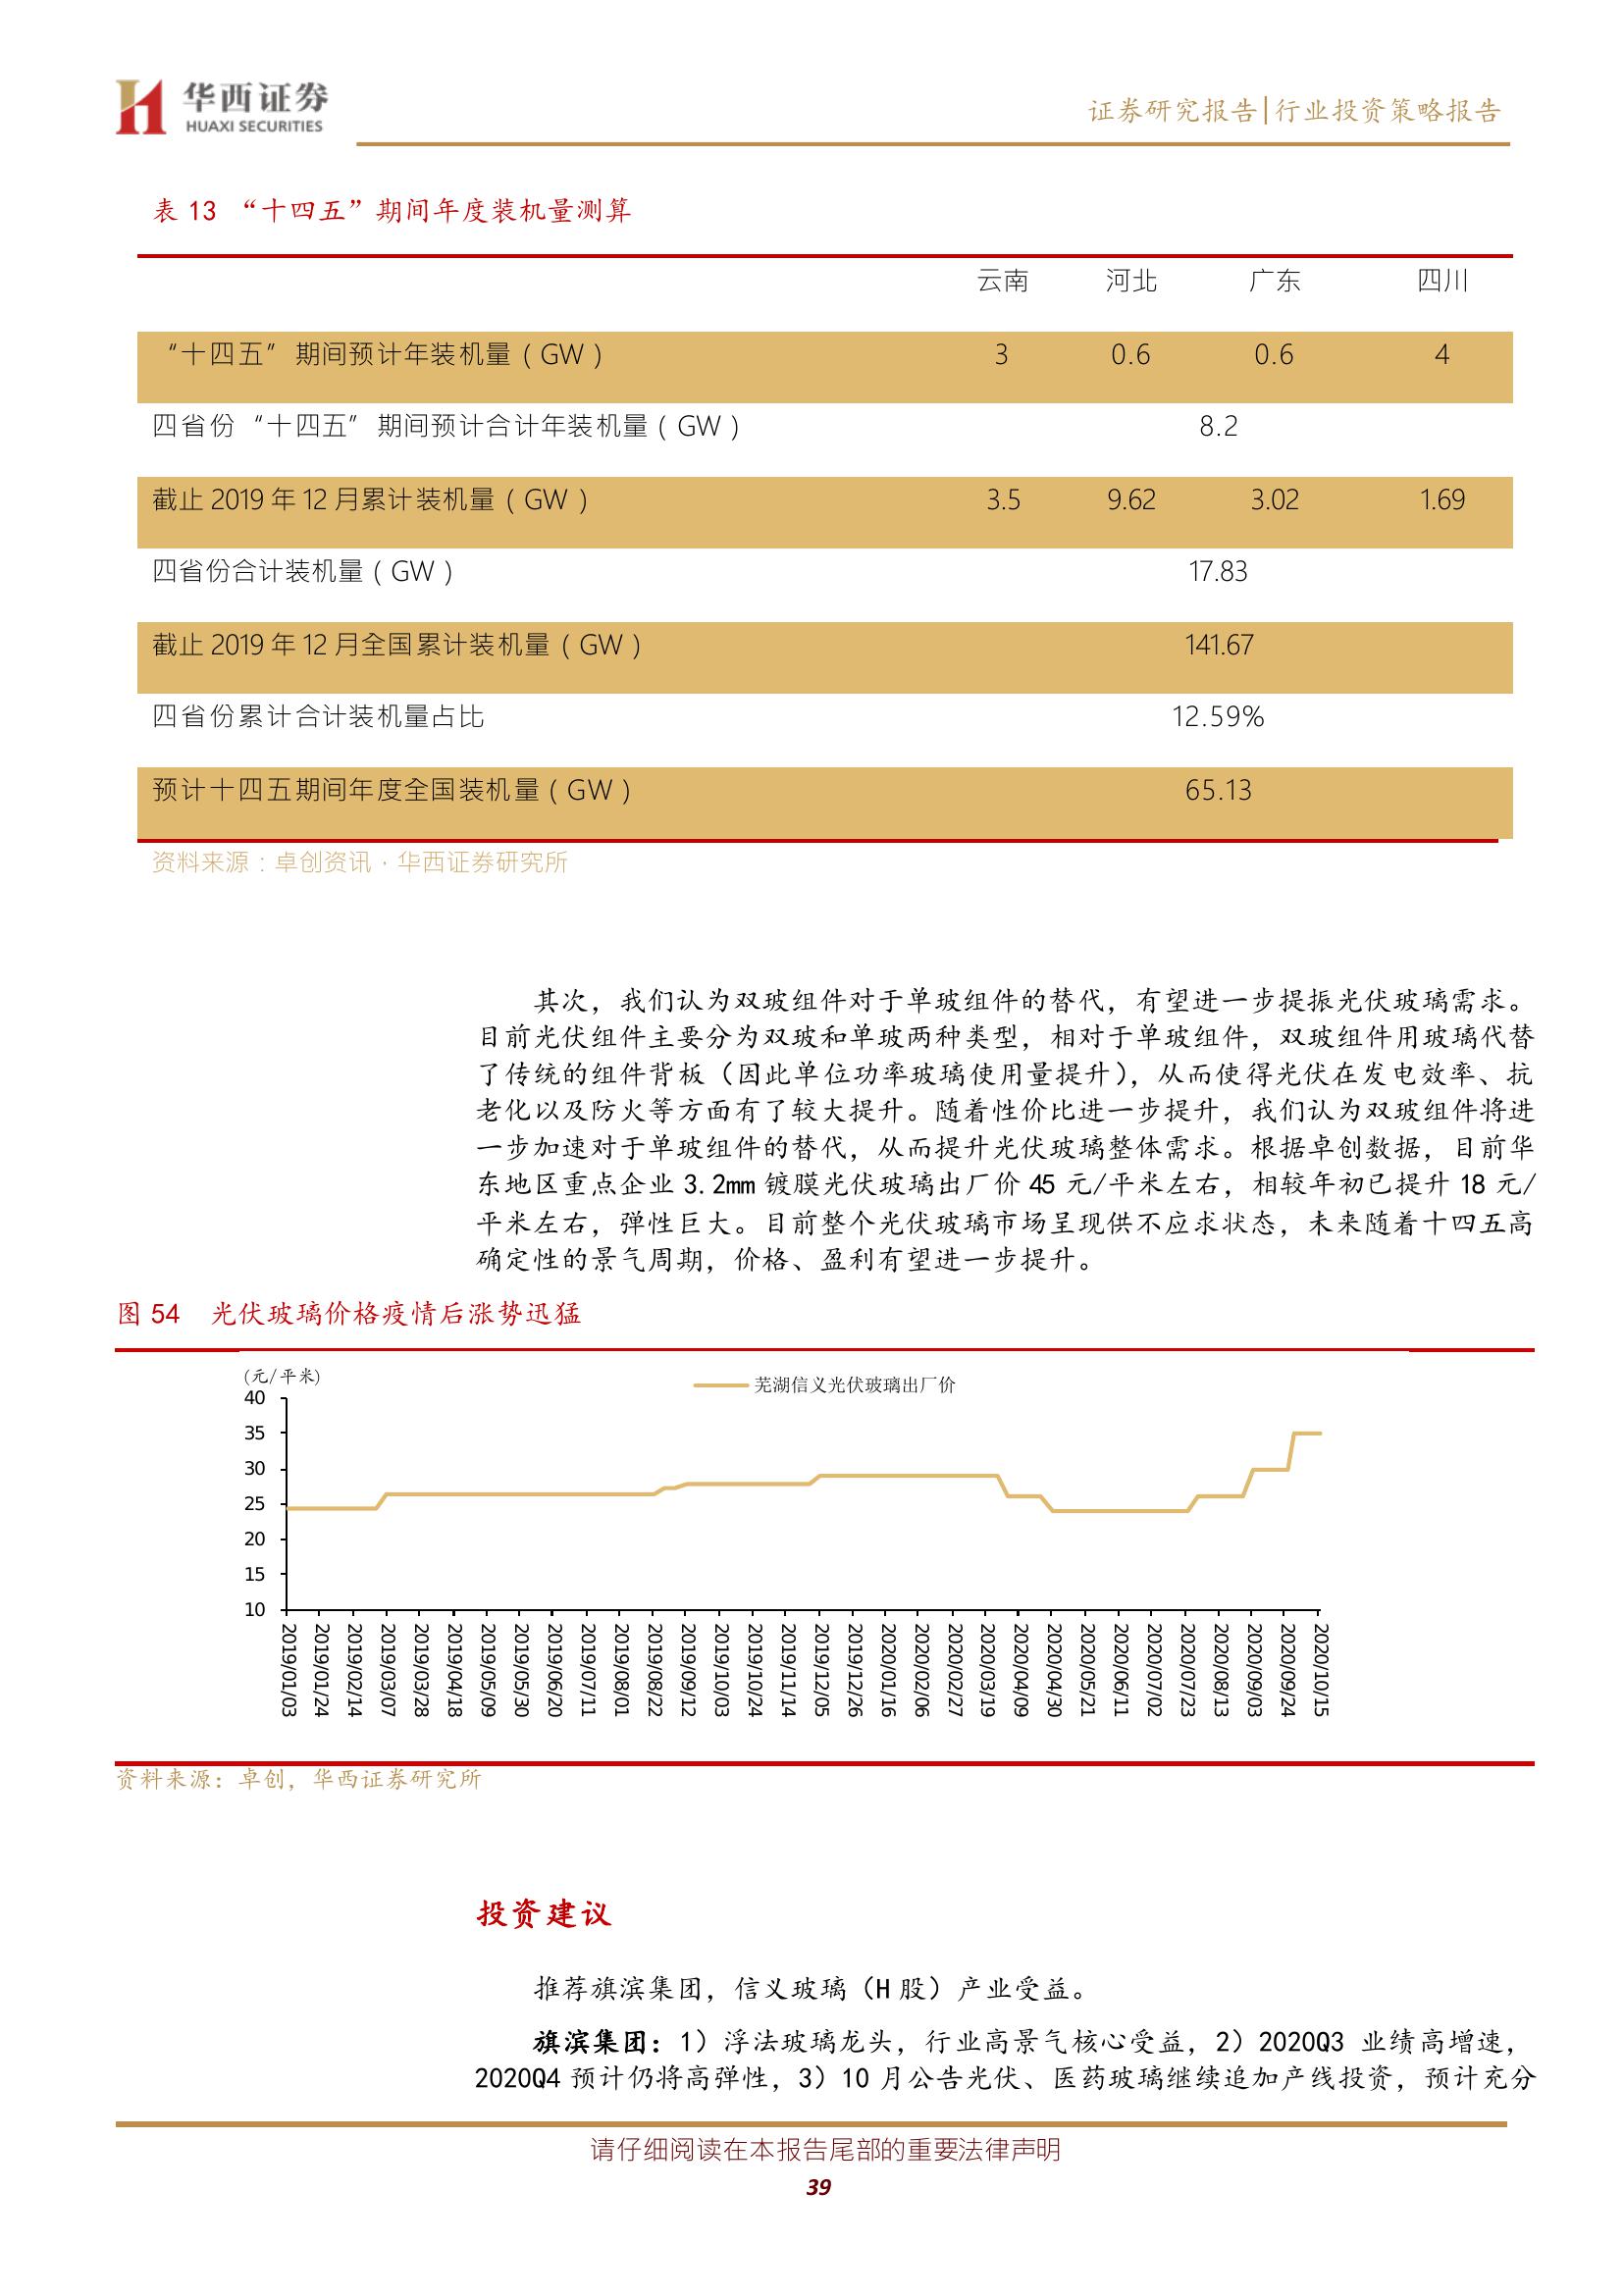 华西证券
HUAXI SECURITIES
证券研究报告|行业投资策略报告
表 13 “十四五”期间年度装机量测算
云南 河北 广东 四川
“十四五” 期间预计年装机量(GW) 3 0.6 0.6 4
四省份“十四五” 期间预计合计年装机量(GW) 8.2
截止 2019 年 12 月累计装机量(GW) 3.5 9.62 3.02 1.69
四省份合计装机量(GW) 17.83
截止 2019 年 12 月全国累计装机量(GW) 141.67
四省份累计合计装机量占比 12.59%
预计十四五期间年度全国装机量(GW) 65.13
资料来源:卓创资讯·华西证券研究所
其次,我们认为双玻组件对于单玻组件的替代,有望进一步提振光伏玻璃需求。
目前光伏组件主要分为双玻和单玻两种类型,相对于单玻组件,双玻组件用玻璃代替
了传统的组件背板(因此单位功率玻璃使用量提升),从而使得光伏在发电效率、抗
老化以及防火等方面有了较大提升。随着性价比进一步提升,我们认为双玻组件将进
一步加速对于单玻组件的替代,从而提升光伏玻璃整体需求。根据卓创数据,目前华
东地区重点企业 3.2mm 镀膜光伏玻璃出厂价 45 元/平米左右,相较年初已提升 18 元/
平米左右,弹性巨大。目前整个光伏玻璃市场呈现供不应求状态,未来随着十四五高
确定性的景气周期,价格、盈利有望进一步提升。
图 54 光伏玻璃价格疫情后涨势迅猛
(元/平米)
芜湖信义光伏玻璃出厂价
40
35
30
25
20
15
10
2019/01/03
2019/01/24
2019/02/14
2019/03/07
2019/03/28
2019/04/18
2019/05/09
2019/05/30
2019/06/20
2019/07/11
2019/08/01
2019/08/22
2019/09/12
2019/10/03
2019/10/24
2019/11/14
2019/12/05
2019/12/26
2020/01/16
2020/02/06
2020/02/27
2020/03/19
2020/04/09
2020/04/30
2020/05/21
2020/06/11
2020/07/02
2020/07/23
2020/08/13
2020/09/03
2020/09/24
2020/10/15
资料来源:卓创,华西证券研究所
投资建议
推荐旗滨集团,信义玻璃(H 股)产业受益。
旗滨集团:1)浮法玻璃龙头,行业高景气核心受益,2)2020Q3 业绩高增速,
2020Q4 预计仍将高弹性,3)10 月公告光伏、医药玻璃继续追加产线投资,预计充分
请仔细阅读在本报告尾部的重要法律声明
39